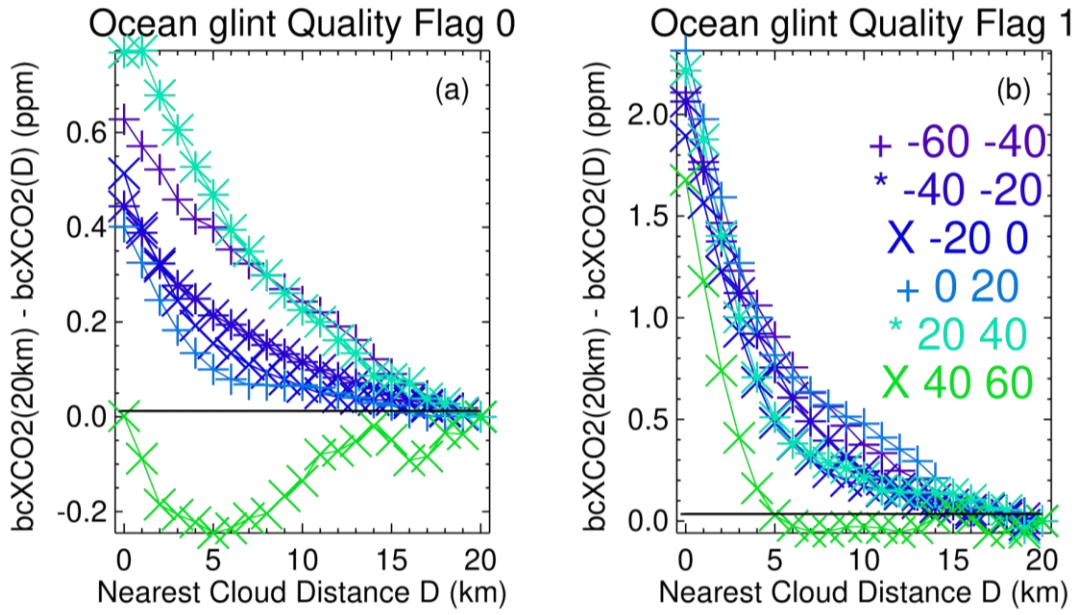 Ocean glint Quality Flag 0
bcXCO2(20km) - bcXCO2(D) (ppm)
(a)
0.6
0.4
0.2
0.0
-0.2
0 5 10 15 20
Nearest Cloud Distance D (km)
Ocean glint Quality Flag 1
bcXCO2(20km) - bcXCO2(D) (ppm)
(b)
2.0
1.5
1.0
0.5
0.0
+ -60 -40
* -40 -20
X -20 0
+ 0 20
* 20 40
X 40 60
0 5 10 15 20
Nearest Cloud Distance D (km)